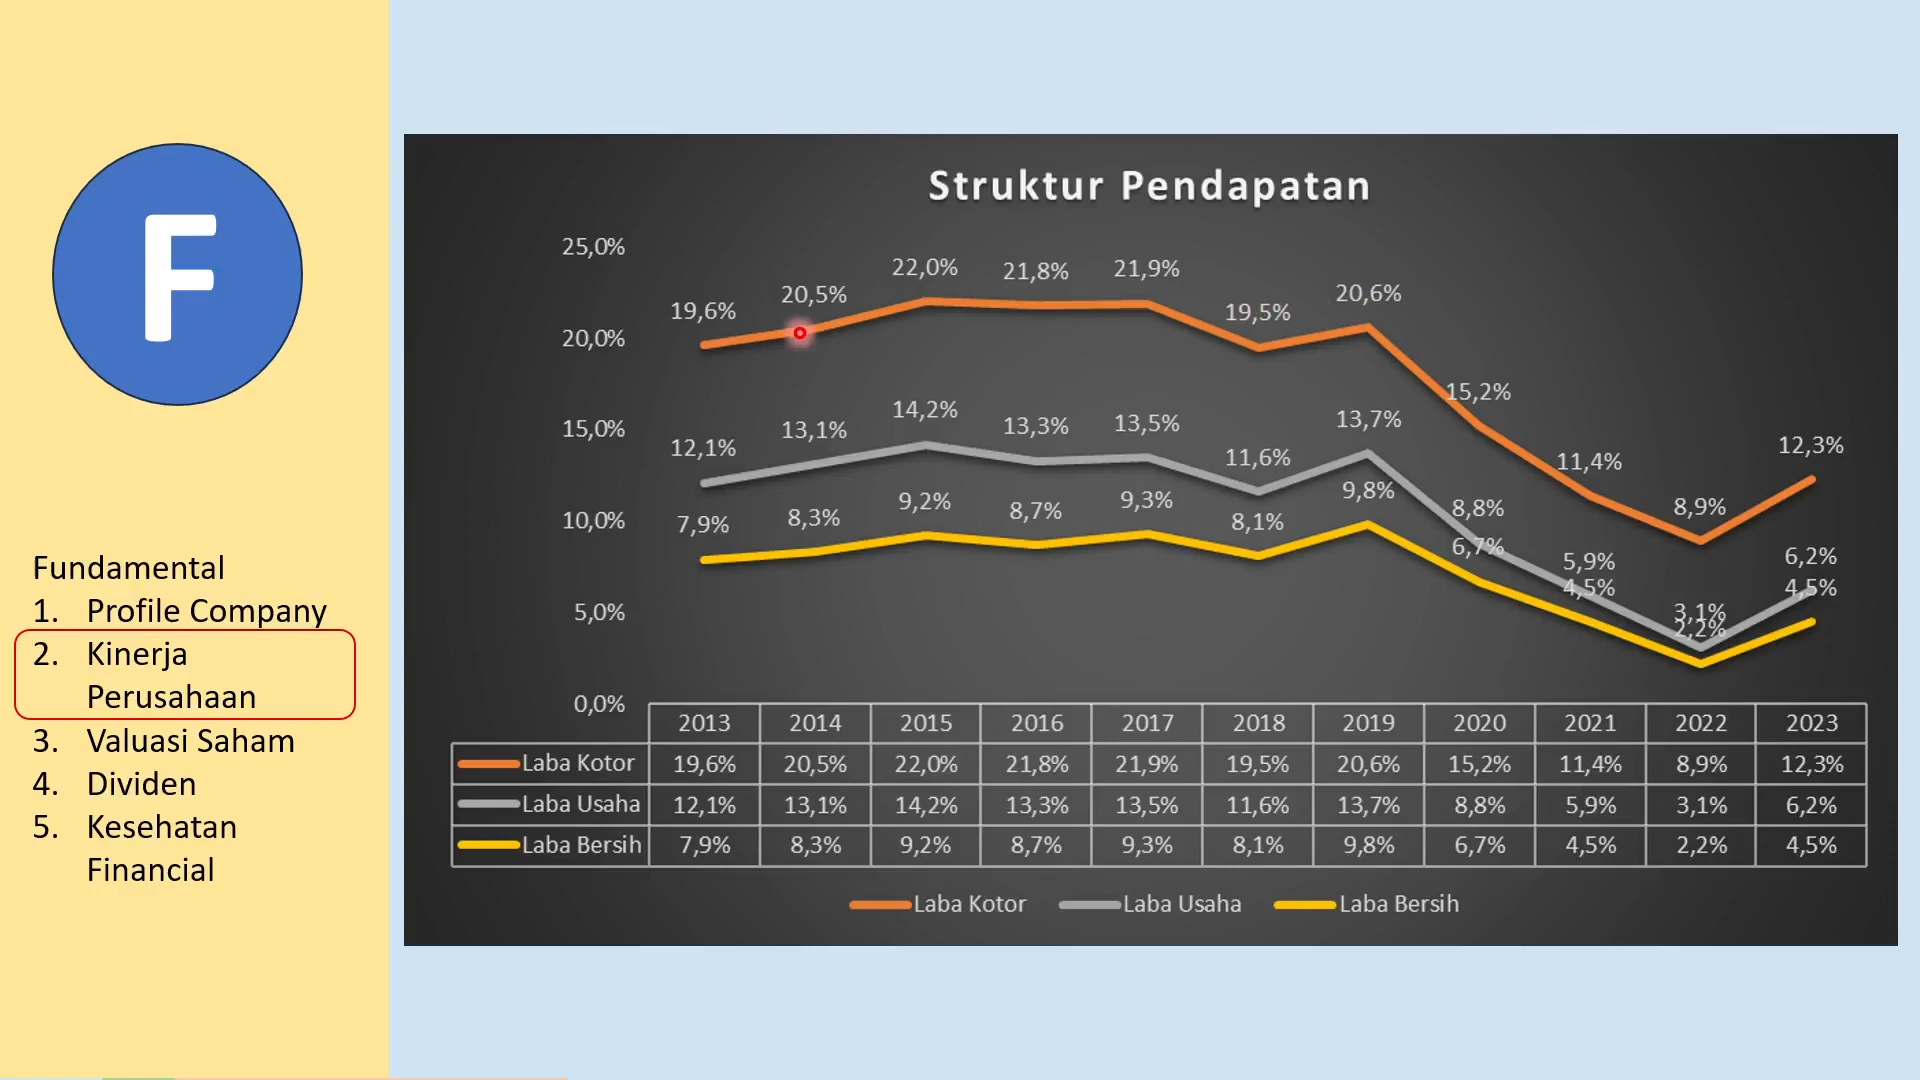 F
Fundamental
1. Profile Company
2. Kinerja
Perusahaan
3. Valuasi Saham
4. Dividen
5. Kesehatan
Financial
Struktur Pendapatan
25,0%
20,0%
15,0%
10,0%
5,0%
0,0%
19,6% 20,5% 22,0% 21,8% 21,9% 19,5% 20,6% 15,2% 11,4% 8,9% 12,3%
12,1% 13,1% 14,2% 13,3% 13,5% 11,6% 13,7% 8,8% 5,9% 3,1% 6,2%
7,9% 8,3% 9,2% 8,7% 9,3% 8,1% 9,8% 6,7% 4,5% 2,2% 4,5%
2013 2014 2015 2016 2017 2018 2019 2020 2021 2022 2023
Laba Kotor 19,6% 20,5% 22,0% 21,8% 21,9% 19,5% 20,6% 15,2% 11,4% 8,9% 12,3%
Laba Usaha 12,1% 13,1% 14,2% 13,3% 13,5% 11,6% 13,7% 8,8% 5,9% 3,1% 6,2%
Laba Bersih 7,9% 8,3% 9,2% 8,7% 9,3% 8,1% 9,8% 6,7% 4,5% 2,2% 4,5%
Laba Kotor Laba Usaha Laba Bersih